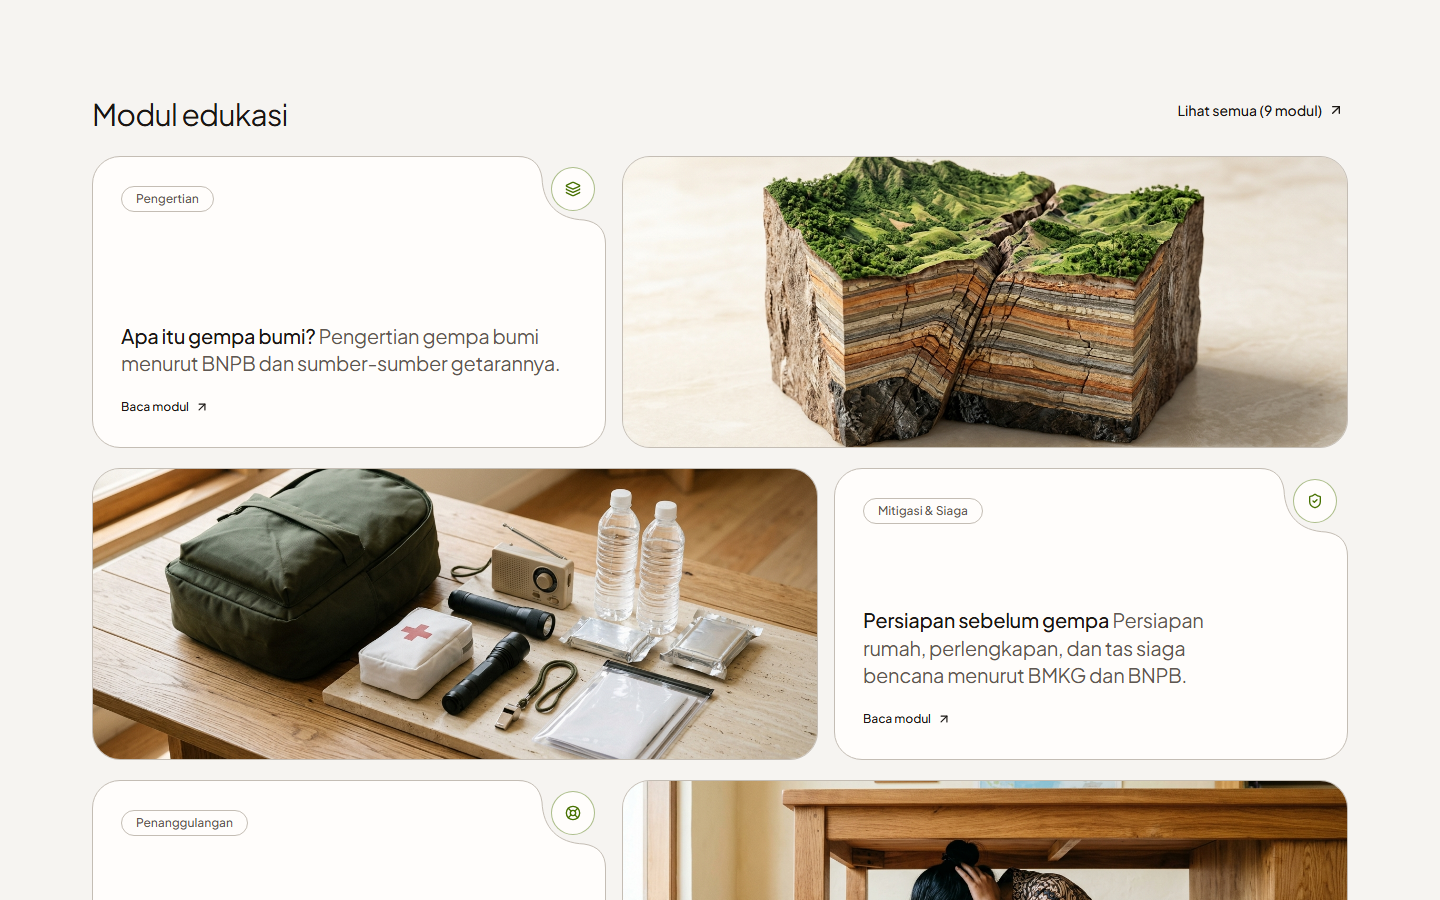 Modul edukasi
Lihat semua (9 modul)
Pengertian
Apa itu gempa bumi? Pengertian gempa bumi
menurut BNPB dan sumber-sumber getarannya.
Baca modul
Mitigasi & Siaga
Persiapan sebelum gempa Persiapan
rumah, perlengkapan, dan tas siaga
bencana menurut BMKG dan BNPB.
Baca modul
Penanggulangan